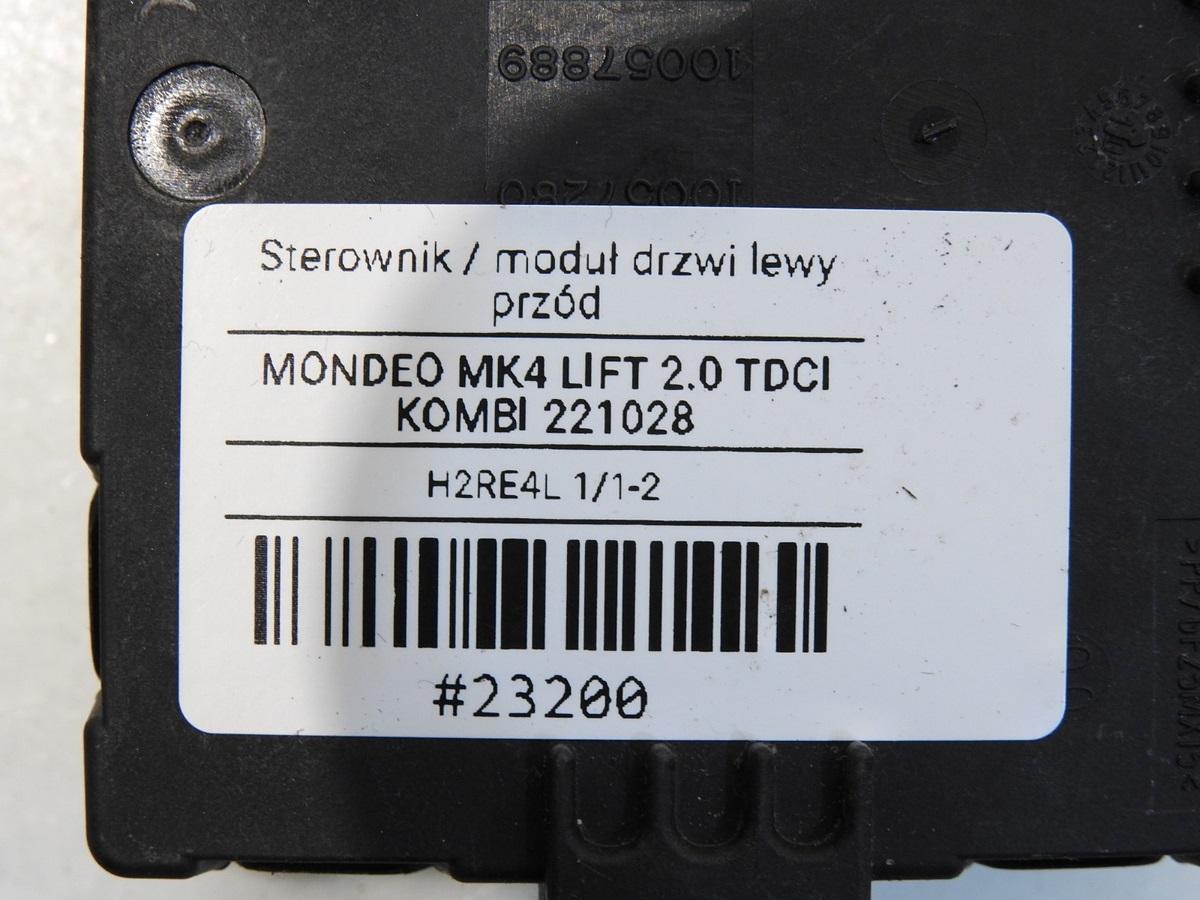 10057889
10057280
Sterownik / moduł drzwi lewy
przód
MONDEO MK4 LIFT 2.0 TDCI
KOMBI 221028
H2RE4L 1/1-2
#23200